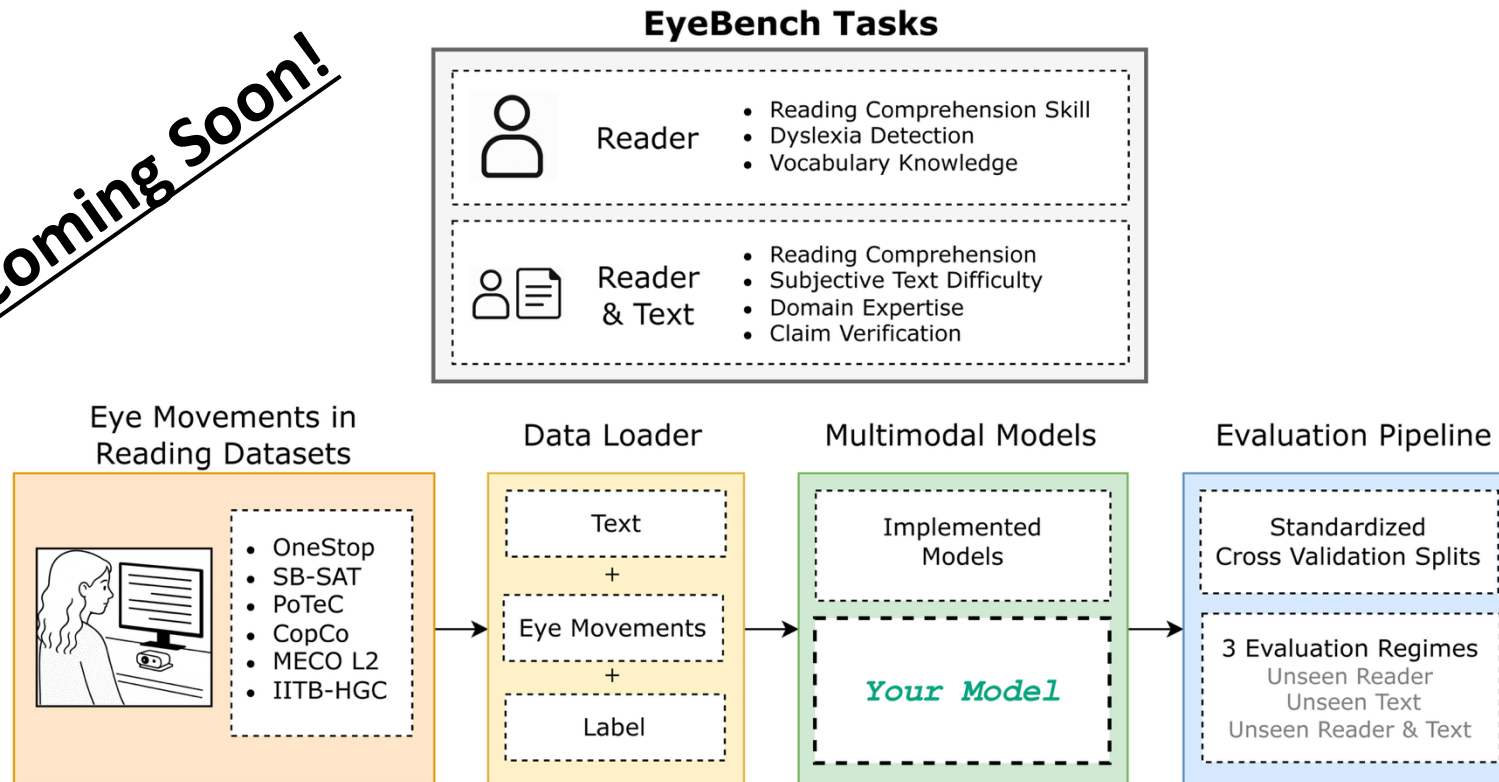 Coming Soon!
EyeBench Tasks
Reader
• Reading Comprehension Skill
• Dyslexia Detection
• Vocabulary Knowledge
Reader
& Text
• Reading Comprehension
• Subjective Text Difficulty
• Domain Expertise
• Claim Verification
Eye Movements in
Reading Datasets
• OneStop
• SB-SAT
• PoTeC
• CopCo
• MECO L2
• IITB-HGC
Data Loader
Text
+
Eye Movements
+
Label
Multimodal Models
Implemented
Models
Your Model
Evaluation Pipeline
Standardized
Cross Validation Splits
3 Evaluation Regimes
Unseen Reader
Unseen Text
Unseen Reader & Text